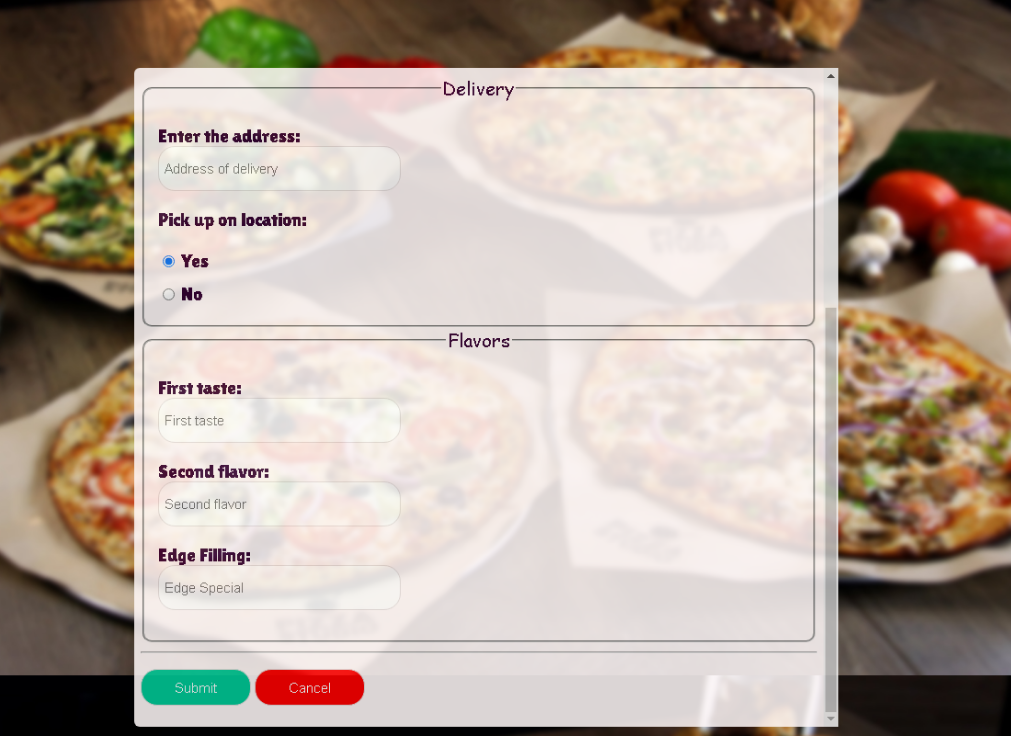 Delivery
Enter the address:
Address of delivery
Pick up on location:
Yes
No
Flavors
First taste:
First taste
Second flavor:
Second flavor
Edge Filling:
Edge Special
Submit Cancel